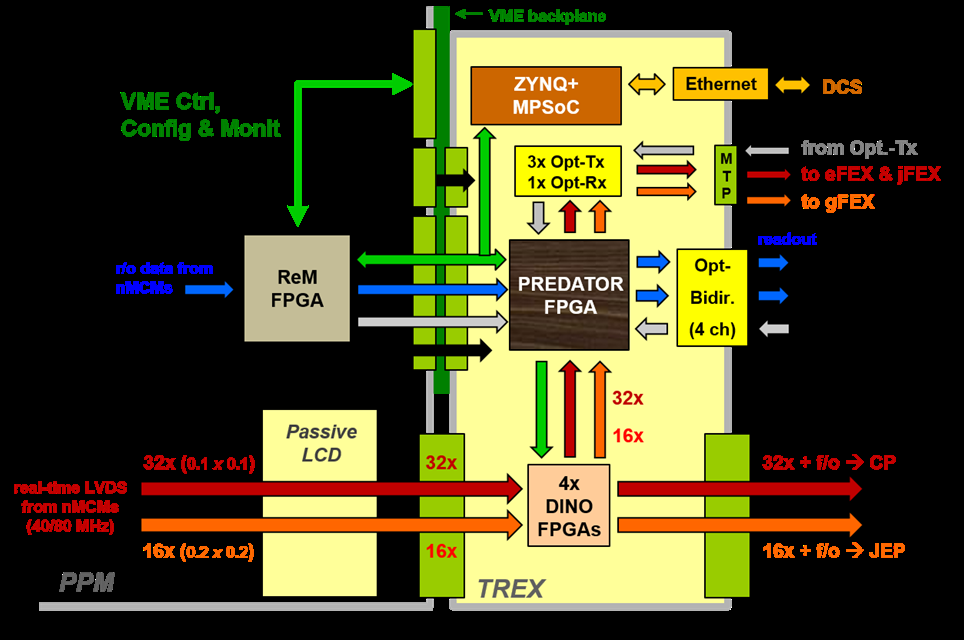 VME backplane
ZYNQ+
MPSoC
Ethernet
DCS
VME Ctrl,
Config & Monit
3x Opt-Tx
1x Opt-Rx
M
T
P
from Opt.-Tx
to eFEX & jFEX
to gFEX
readout
r/o data from
nMCMs
ReM
FPGA
PREDATOR
FPGA
Opt-
Bidir.
(4 ch)
32x
16x
Passive
LCD
32x (0.1 x 0.1)
32x
4x
DINO
FPGAs
32x + f/o → CP
real-time LVDS
from nMCMs
(40/80 MHz)
16x (0.2 x 0.2)
16x
16x + f/o → JEP
PPM
TREX